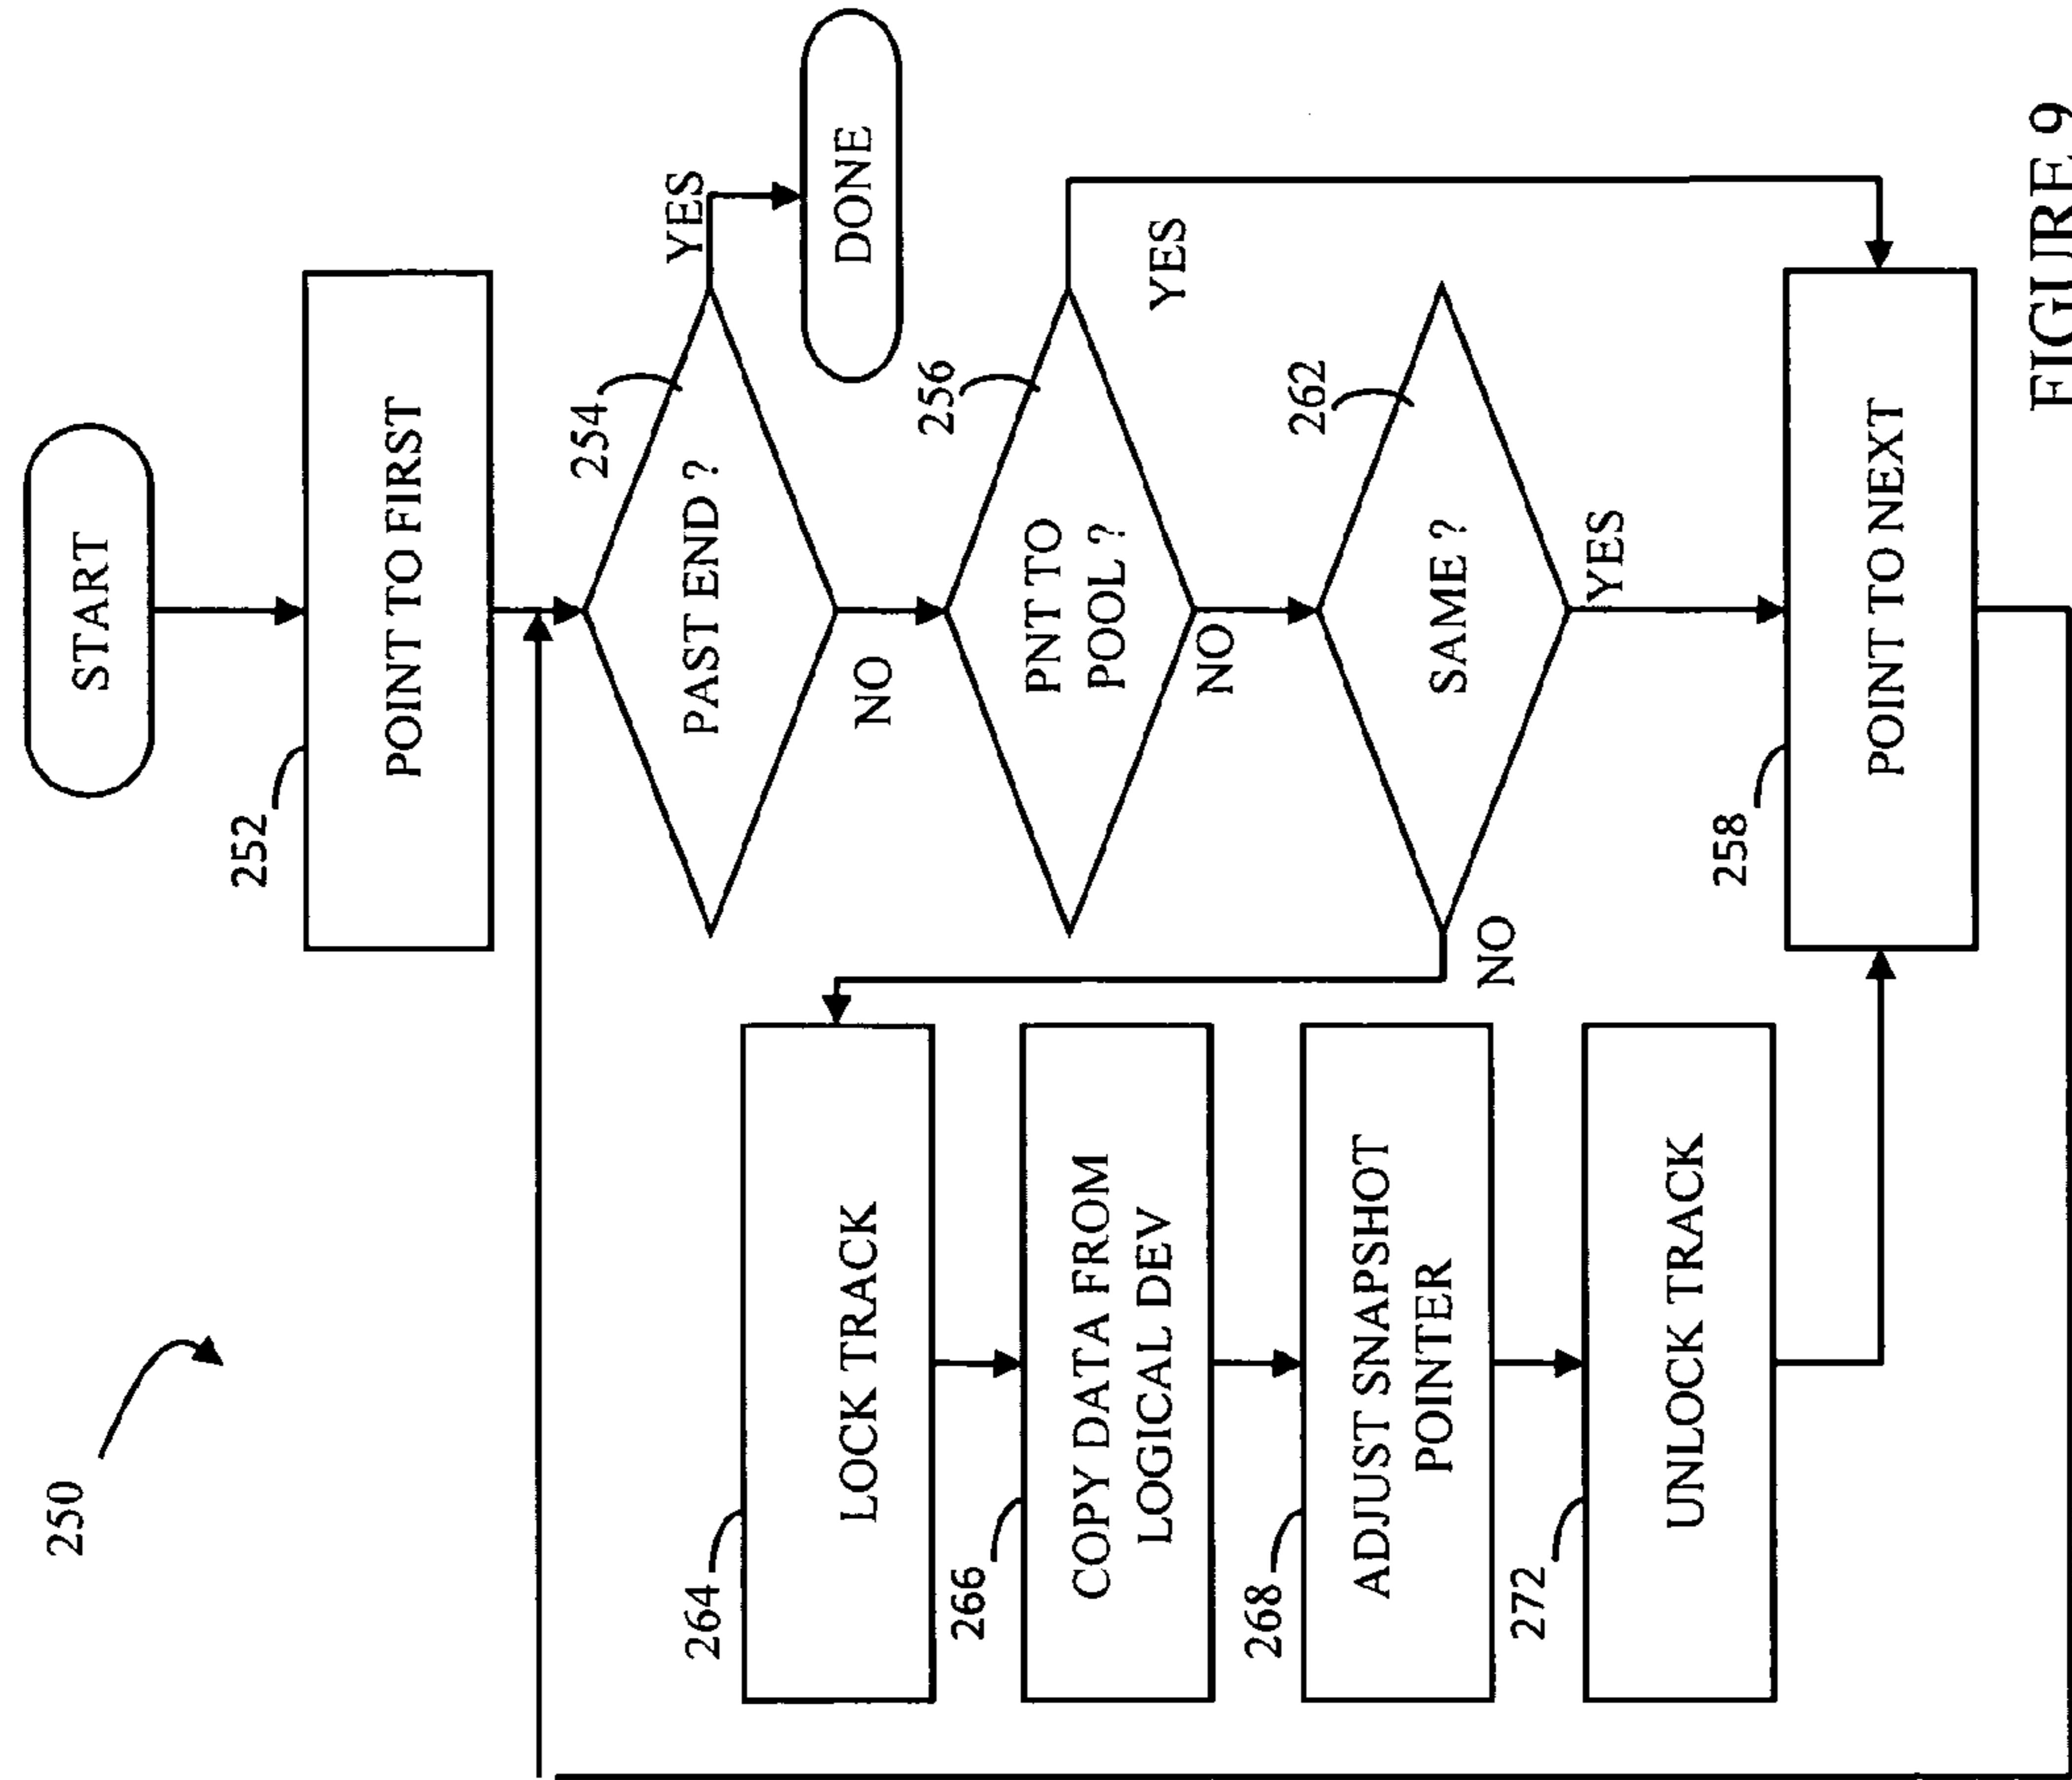 250
START
252
POINT TO FIRST
254
PAST END ?
YES
DONE
NO
256
PNT TO
POOL ?
YES
NO
262
SAME ?
NO
YES
264
LOCK TRACK
266
COPY DATA FROM
LOGICAL DEV
268
ADJUST SNAPSHOT
POINTER
272
UNLOCK TRACK
258
POINT TO NEXT
FIGURE 9